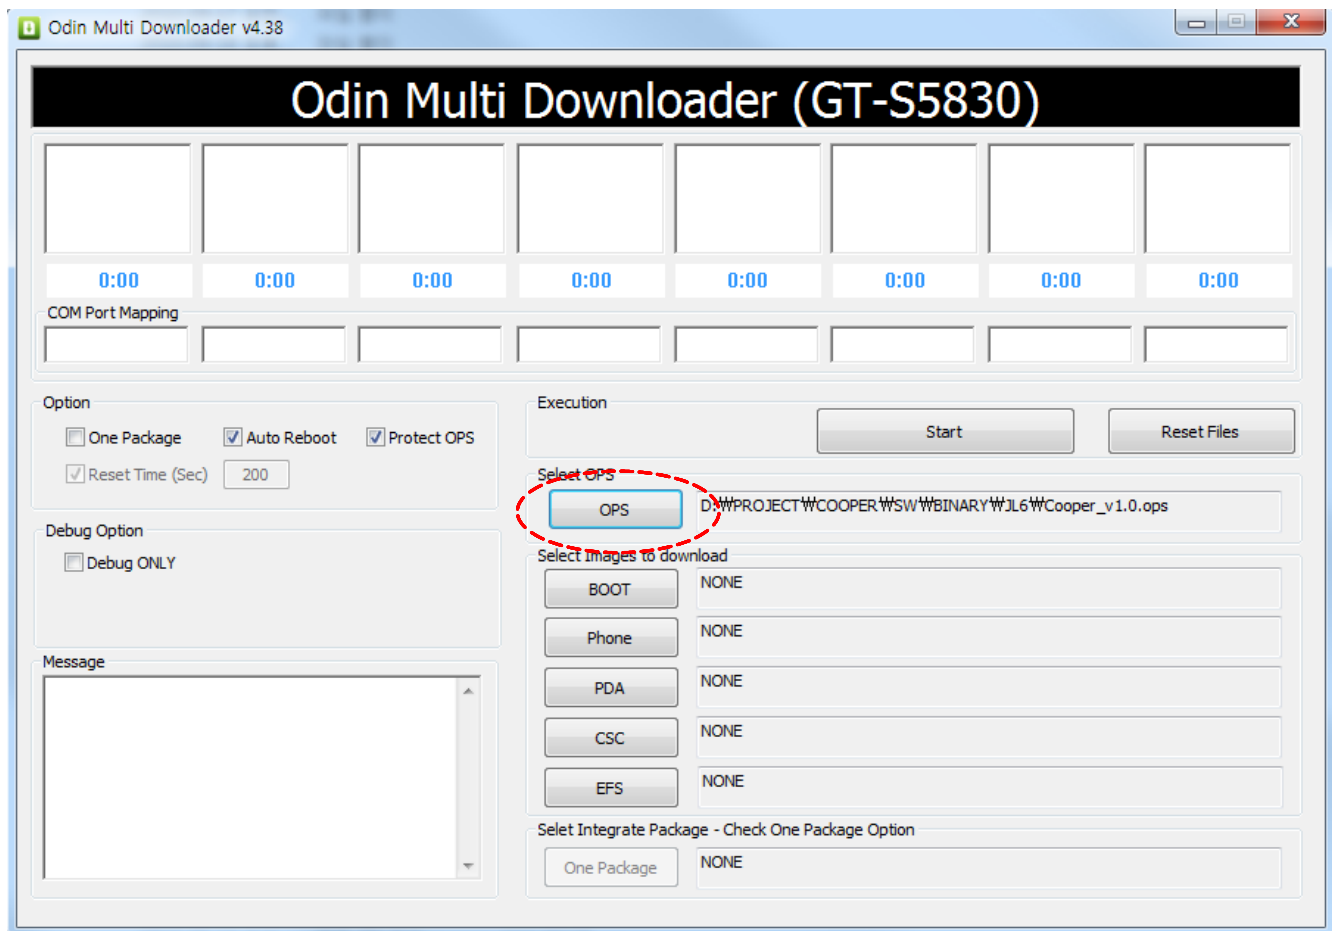 Odin Multi Downloader v4.38
Odin Multi Downloader (GT-S5830)
0:00 0:00 0:00 0:00 0:00 0:00 0:00 0:00
COM Port Mapping
Option
One Package Auto Reboot Protect OPS
Reset Time (Sec) 200
Debug Option
Debug ONLY
Message
Execution
Start Reset Files
Select OPS
OPS D:₩PROJECT₩COOPER₩SW₩BINARY₩JL6₩Cooper_v1.0.ops
Select Images to download
BOOT NONE
Phone NONE
PDA NONE
CSC NONE
EFS NONE
Selet Integrate Package - Check One Package Option
One Package NONE